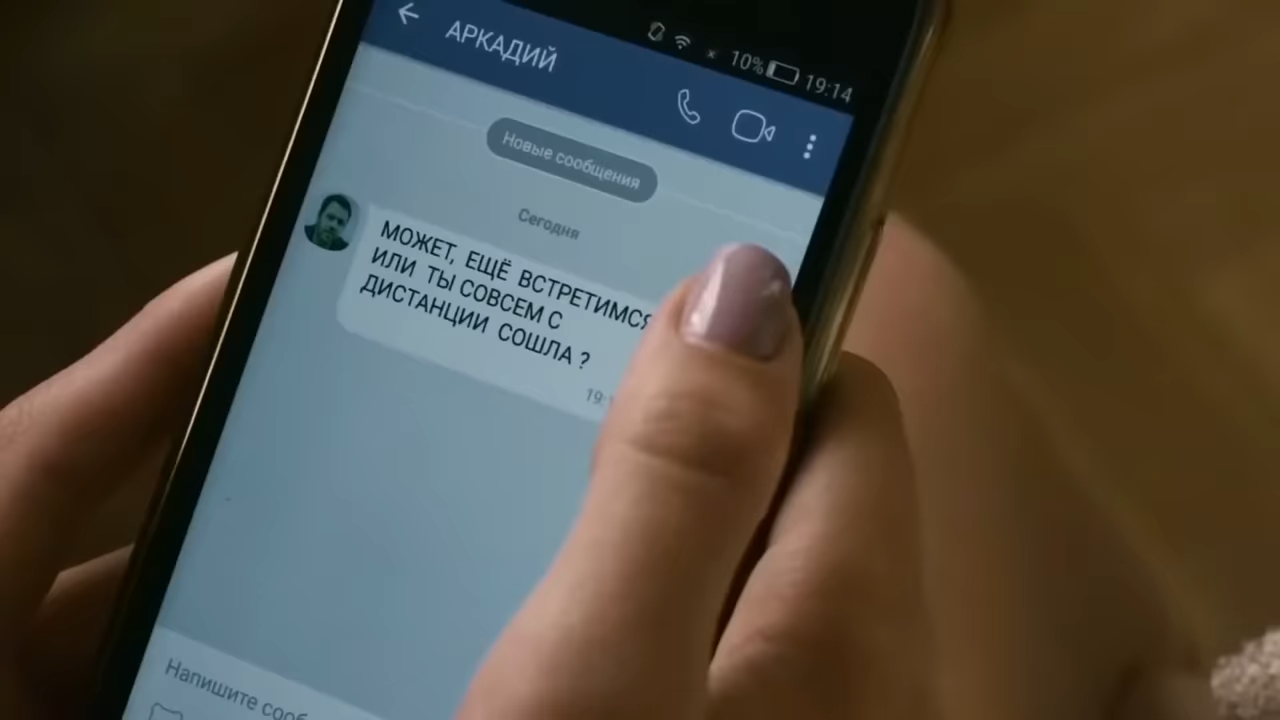 10% 19:14
АРКАДИЙ
Новые сообщения
Сегодня
МОЖЕТ, ЕЩЁ ВСТРЕТИМСЯ
ИЛИ ТЫ СОВСЕМ С
ДИСТАНЦИИ СОШЛА ?
Напишите